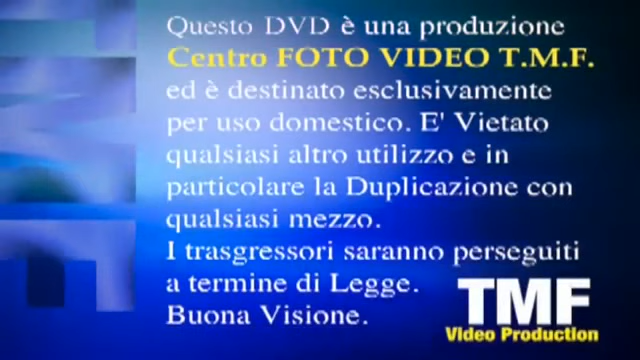 Questo DVD è una produzione
Centro FOTO VIDEO T.M.F.
ed è destinato esclusivamente
per uso domestico. E' Vietato
qualsiasi altro utilizzo e in
particolare la Duplicazione con
qualsiasi mezzo.
I trasgressori saranno perseguiti
a termine di Legge.
Buona Visione.
TMF
Video Production